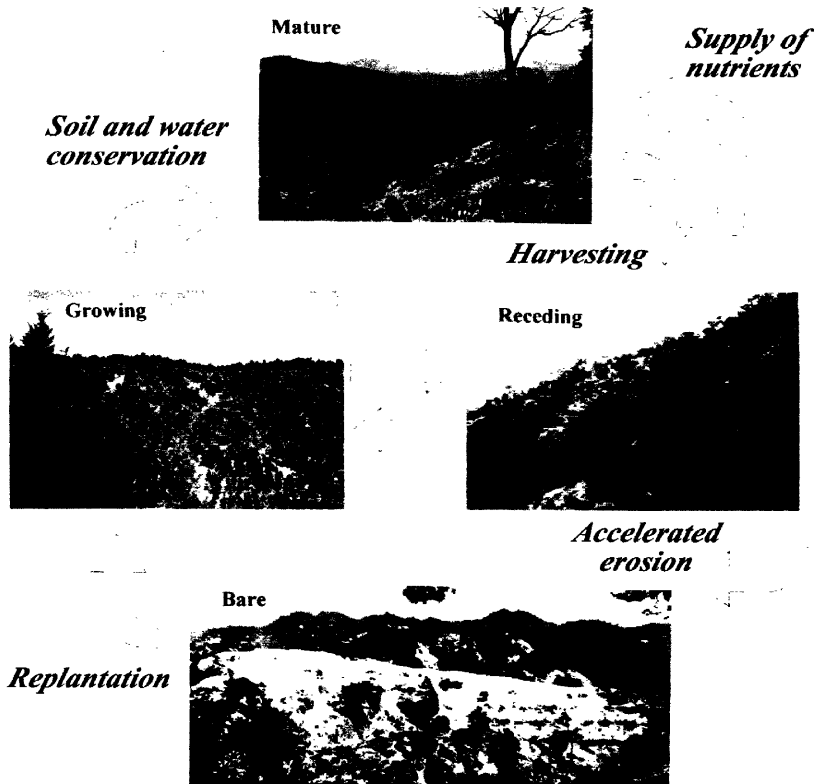 Mature
Supply of
nutrients
Soil and water
conservation
Harvesting
Growing
Receding
Accelerated
erosion
Bare
Replantation